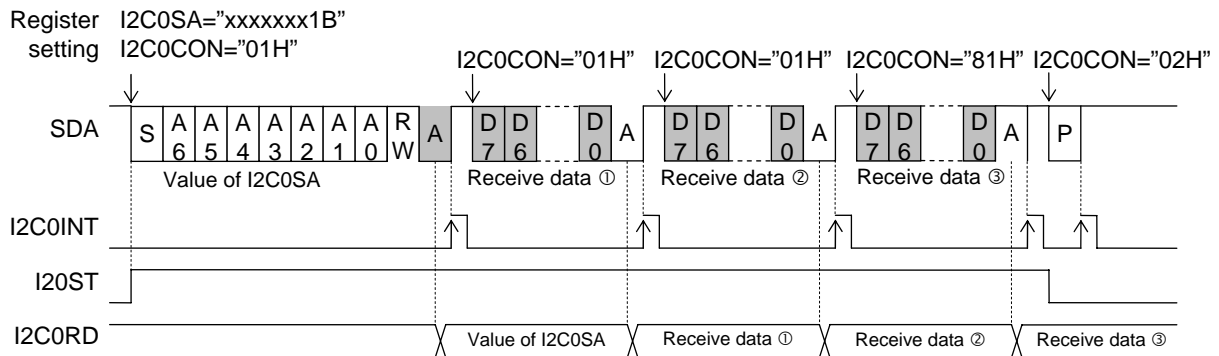 Register I2C0SA="xxxxxxx1B"
setting I2C0CON="01H"
I2C0CON="01H" I2C0CON="01H" I2C0CON="81H" I2C0CON="02H"
SDA S A6 A5 A4 A3 A2 A1 A0 RW A D7 D6 D0 A D7 D6 D0 A D7 D6 D0 A P
Value of I2C0SA Receive data ① Receive data ② Receive data ③
I2C0INT
I20ST
I2C0RD Value of I2C0SA Receive data ① Receive data ② Receive data ③